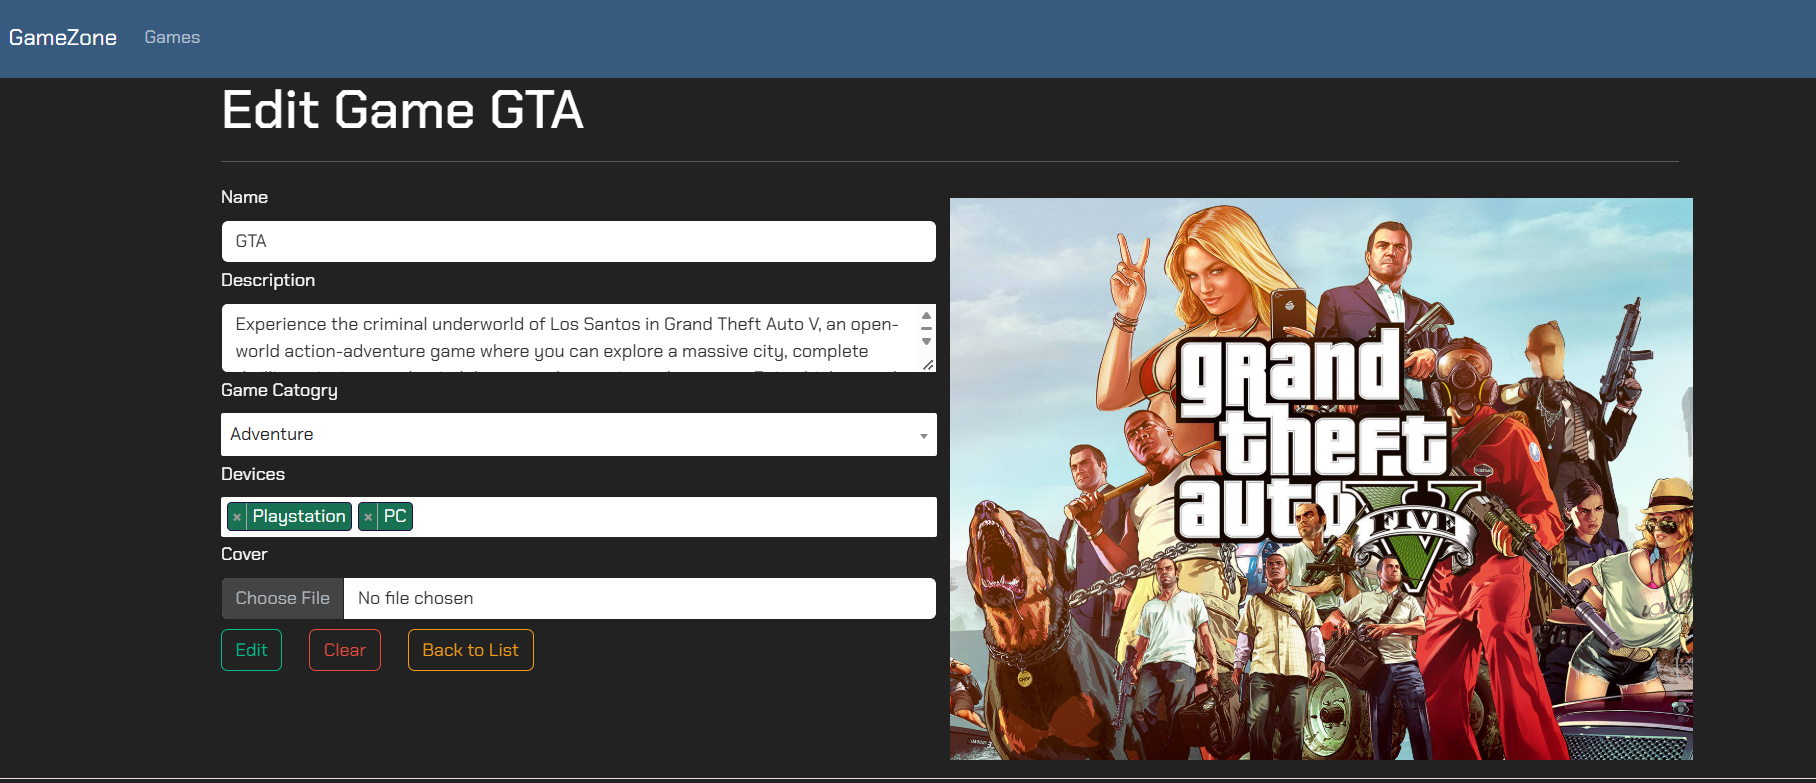 GameZone Games
Edit Game GTA
Name
GTA
Description
Experience the criminal underworld of Los Santos in Grand Theft Auto V, an open-
world action-adventure game where you can explore a massive city, complete
Game Catogry
Adventure
Devices
× Playstation × PC
Cover
Choose File No file chosen
Edit Clear Back to List
grand
theft
auto
V
FIVE